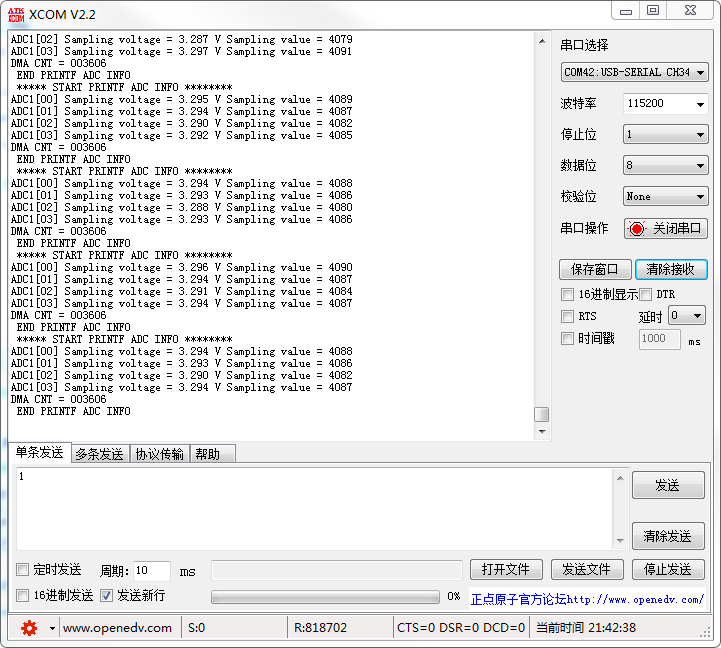 ATK
XCOM
XCOM V2.2
ADC1[02] Sampling voltage = 3.287 V Sampling value = 4079
ADC1[03] Sampling voltage = 3.297 V Sampling value = 4091
DMA CNT = 003606
END PRINTF ADC INFO
***** START PRINTF ADC INFO ********
ADC1[00] Sampling voltage = 3.295 V Sampling value = 4089
ADC1[01] Sampling voltage = 3.294 V Sampling value = 4087
ADC1[02] Sampling voltage = 3.290 V Sampling value = 4082
ADC1[03] Sampling voltage = 3.292 V Sampling value = 4085
DMA CNT = 003606
END PRINTF ADC INFO
***** START PRINTF ADC INFO ********
ADC1[00] Sampling voltage = 3.294 V Sampling value = 4088
ADC1[01] Sampling voltage = 3.293 V Sampling value = 4086
ADC1[02] Sampling voltage = 3.288 V Sampling value = 4080
ADC1[03] Sampling voltage = 3.293 V Sampling value = 4086
DMA CNT = 003606
END PRINTF ADC INFO
***** START PRINTF ADC INFO ********
ADC1[00] Sampling voltage = 3.296 V Sampling value = 4090
ADC1[01] Sampling voltage = 3.294 V Sampling value = 4087
ADC1[02] Sampling voltage = 3.291 V Sampling value = 4084
ADC1[03] Sampling voltage = 3.294 V Sampling value = 4087
DMA CNT = 003606
END PRINTF ADC INFO
***** START PRINTF ADC INFO ********
ADC1[00] Sampling voltage = 3.294 V Sampling value = 4088
ADC1[01] Sampling voltage = 3.293 V Sampling value = 4086
ADC1[02] Sampling voltage = 3.290 V Sampling value = 4082
ADC1[03] Sampling voltage = 3.294 V Sampling value = 4087
DMA CNT = 003606
END PRINTF ADC INFO
串口选择
COM42:USB-SERIAL CH34
波特率 115200
停止位 1
数据位 8
校验位 None
串口操作 关闭串口
保存窗口 清除接收
16进制显示 DTR
RTS 延时 0
时间戳 1000 ms
单条发送 多条发送 协议传输 帮助
1
发送
清除发送
定时发送 周期: 10 ms 打开文件 发送文件 停止发送
16进制发送 发送新行 0% 正点原子官方论坛http://www.openedv.com/
www.openedv.com S:0 R:818702 CTS=0 DSR=0 DCD=0 当前时间 21:42:38